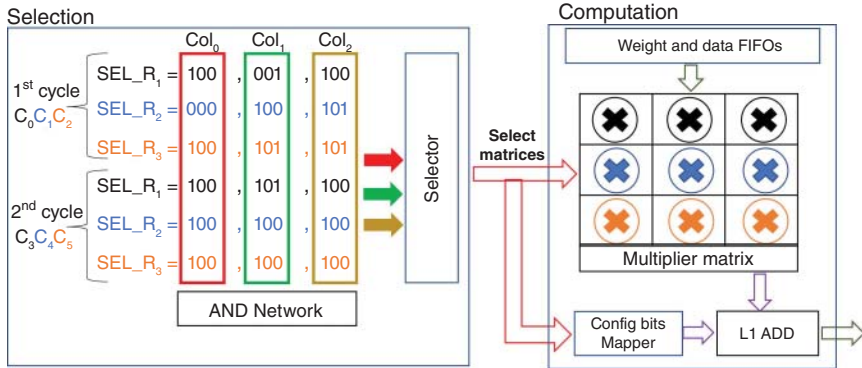 Selection
Computation
Col0 Col1 Col2
1st cycle
C0C1C2
SEL_R1 = 100 , 001 , 100
SEL_R2 = 000 , 100 , 101
SEL_R3 = 100 , 101 , 101
2nd cycle
C3C4C5
SEL_R1 = 100 , 101 , 100
SEL_R2 = 100 , 100 , 100
SEL_R3 = 100 , 100 , 100
AND Network
Selector
Select
matrices
Weight and data FIFOs
Multiplier matrix
Config bits
Mapper
L1 ADD